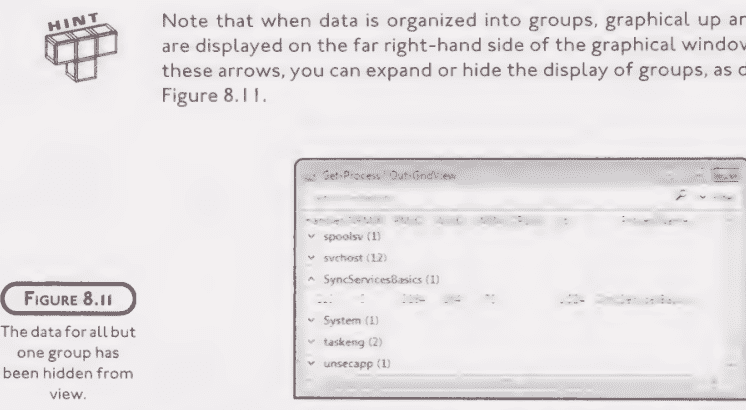 HINT
Note that when data is organized into groups, graphical up an
are displayed on the far right-hand side of the graphical window
these arrows, you can expand or hide the display of groups, as d
Figure 8.11.
Get-Process | Out-GridView
spoolsv (1)
svchost (12)
SyncServicesBasics (1)
System (1)
taskeng (2)
unsecapp (1)
FIGURE 8.11
The data for all but
one group has
been hidden from
view.